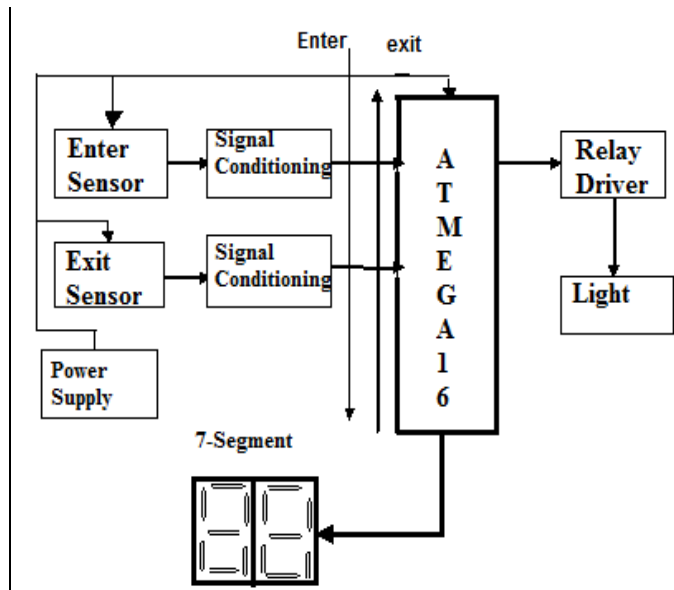 Enter exit
Enter
Sensor
Signal
Conditioning
A
T
M
E
G
A
1
6
Relay
Driver
Exit
Sensor
Signal
Conditioning
Light
Power
Supply
7-Segment